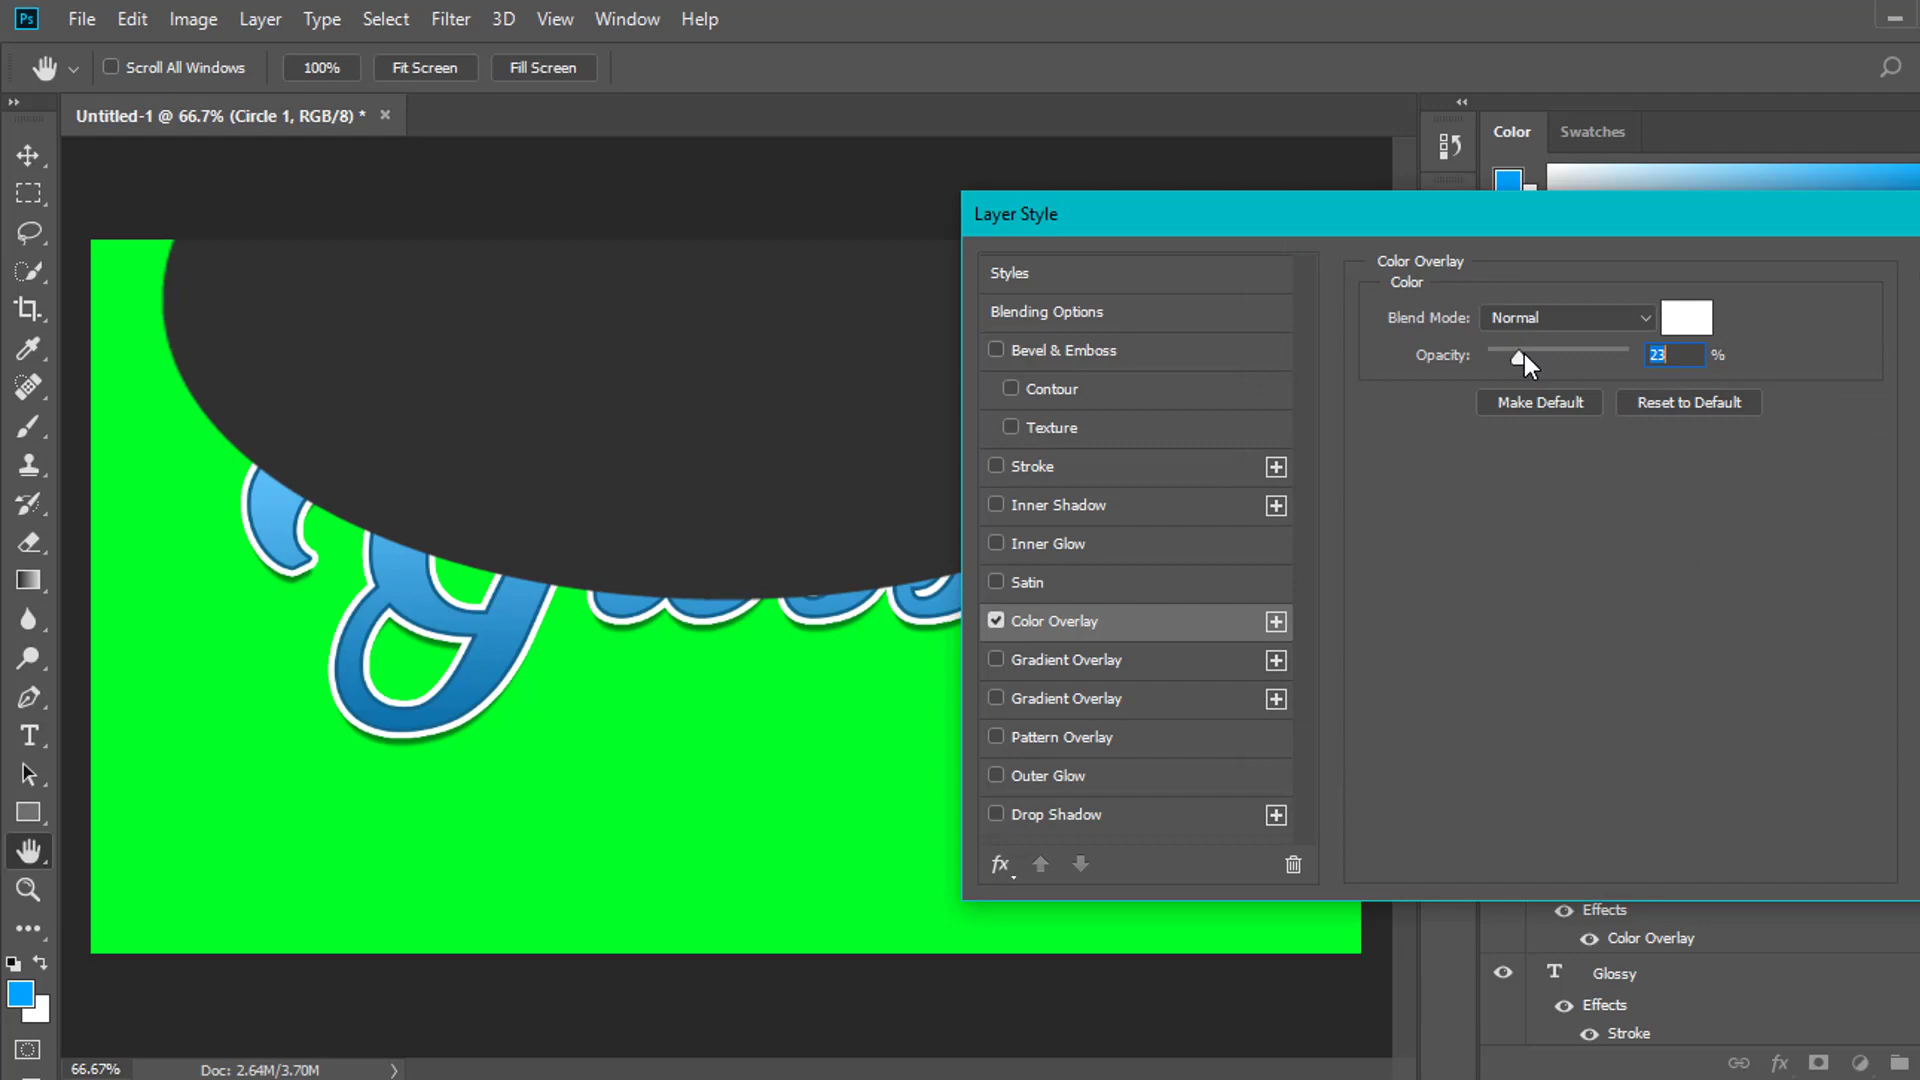 Ps File Edit Image Layer Type Select Filter 3D View Window Help
Scroll All Windows 100% Fit Screen Fill Screen
Untitled-1 @ 66.7% (Circle 1, RGB/8) * ×
Color Swatches
Layer Style
Styles
Blending Options
Bevel & Emboss
Contour
Texture
Stroke
Inner Shadow
Inner Glow
Satin
Color Overlay
Gradient Overlay
Gradient Overlay
Pattern Overlay
Outer Glow
Drop Shadow
fx
Color Overlay
Color
Blend Mode: Normal
Opacity: 23 %
Make Default Reset to Default
Effects
Color Overlay
T Glossy
Effects
Stroke
fx
66.67% Doc: 2.64M/3.70M